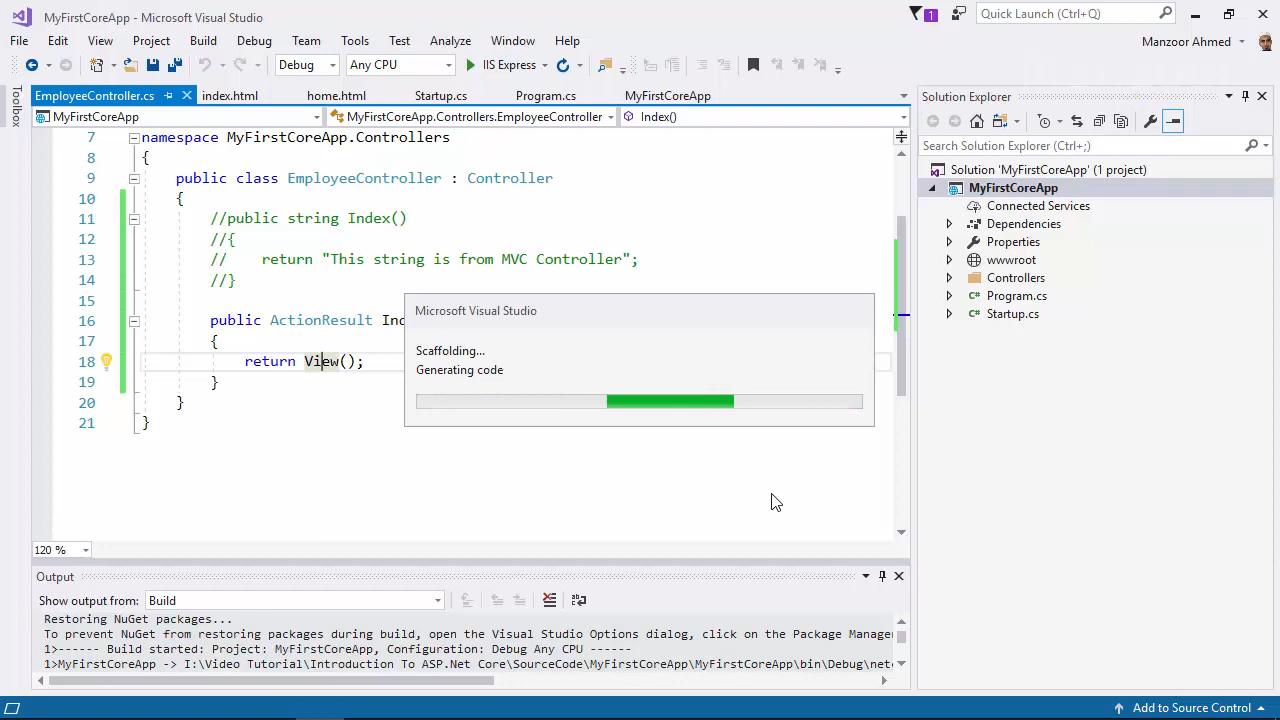 MyFirstCoreApp - Microsoft Visual Studio
1
Quick Launch (Ctrl+Q)
File Edit View Project Build Debug Team Tools Test Analyze Window Help
Manzoor Ahmed
Debug Any CPU IIS Express
Toolbox
EmployeeController.cs index.html home.html Startup.cs Program.cs MyFirstCoreApp
MyFirstCoreApp MyFirstCoreApp.Controllers.EmployeeController Index()
7 namespace MyFirstCoreApp.Controllers
8 {
9 public class EmployeeController : Controller
10 {
11 //public string Index()
12 //{
13 // return "This string is from MVC Controller";
14 //}
15
16 public ActionResult Ind
17 {
18 return View();
19 }
20 }
21 }
Microsoft Visual Studio
Scaffolding...
Generating code
120 %
Output
Show output from: Build
Restoring NuGet packages...
To prevent NuGet from restoring packages during build, open the Visual Studio Options dialog, click on the Package Manager
1>------ Build started: Project: MyFirstCoreApp, Configuration: Debug Any CPU ------
1>MyFirstCoreApp -> I:\Video Tutorial\Introduction To ASP.Net Core\SourceCode\MyFirstCoreApp\MyFirstCoreApp\bin\Debug\net
Solution Explorer
Search Solution Explorer (Ctrl+;)
Solution 'MyFirstCoreApp' (1 project)
MyFirstCoreApp
Connected Services
Dependencies
Properties
wwwroot
C# Controllers
C# Program.cs
C# Startup.cs
Add to Source Control